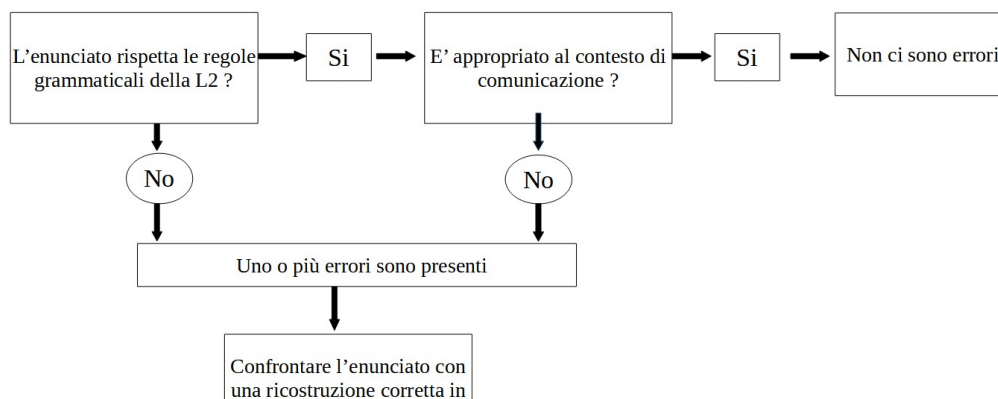 L’enunciato rispetta le regole
grammaticali della L2 ?
Si
E’ appropriato al contesto di
comunicazione ?
Si
Non ci sono errori
No
No
Uno o più errori sono presenti
Confrontare l’enunciato con
una ricostruzione corretta in